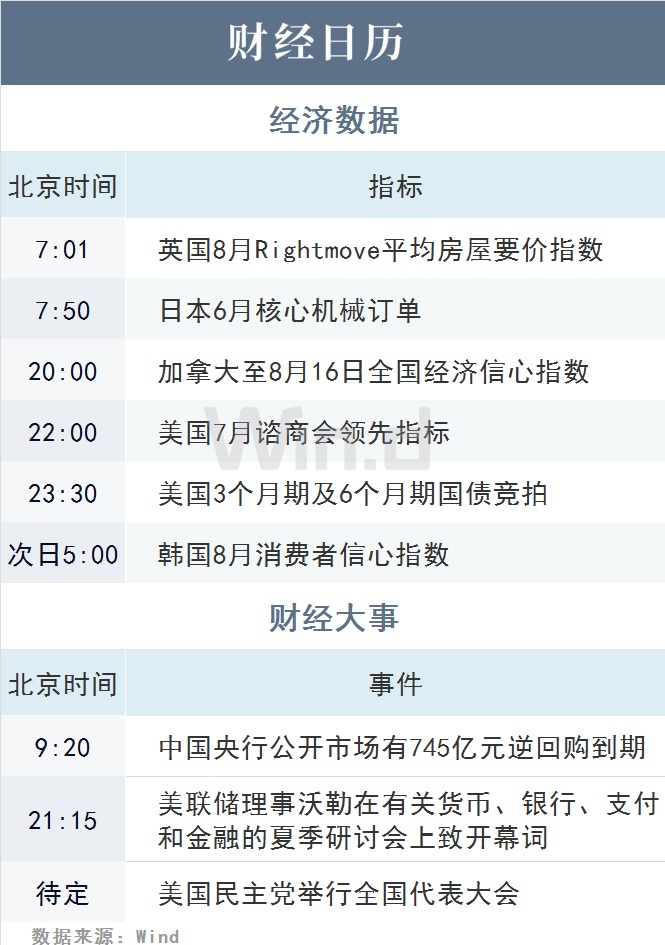 财经日历
经济数据
北京时间 指标
7:01 英国8月Rightmove平均房屋要价指数
7:50 日本6月核心机械订单
20:00 加拿大至8月16日全国经济信心指数
22:00 美国7月谘商会领先指标
23:30 美国3个月期及6个月期国债竞拍
次日5:00 韩国8月消费者信心指数
Win.d
财经大事
北京时间 事件
9:20 中国央行公开市场有745亿元逆回购到期
21:15 美联储理事沃勒在有关货币、银行、支付
和金融的夏季研讨会上致开幕词
待定 美国民主党举行全国代表大会
数据来源：Wind